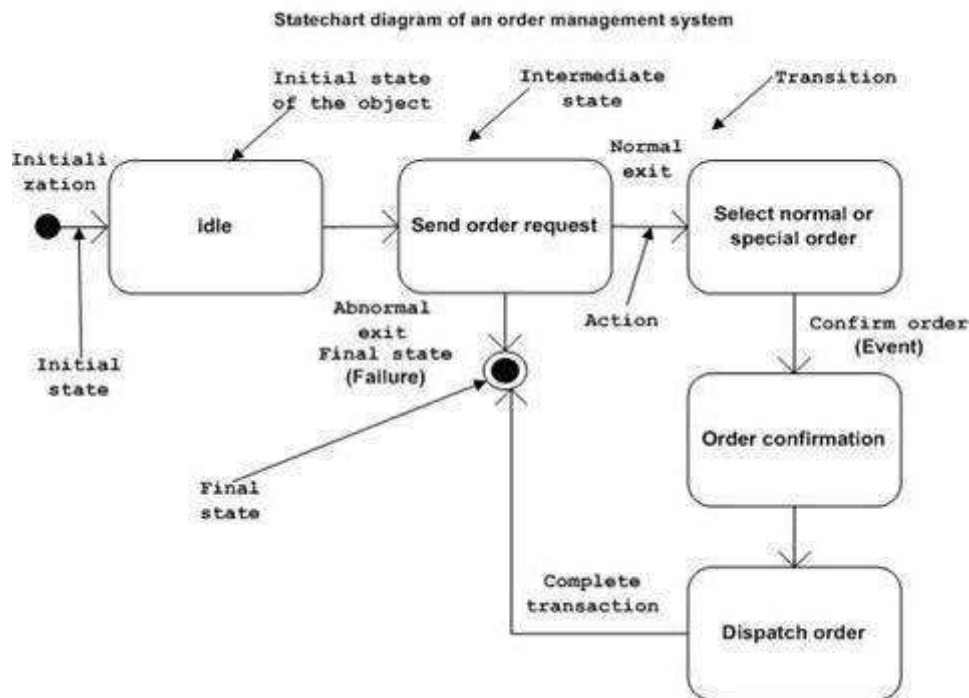 Statechart diagram of an order management system
Initial state
of the object
Intermediate
state
Transition
Initiali
zation
Normal
exit
idle
Send order request
Select normal or
special order
Initial
state
Abnormal
exit
Final state
(Failure)
Action
Confirm order
(Event)
Order confirmation
Final
state
Complete
transaction
Dispatch order